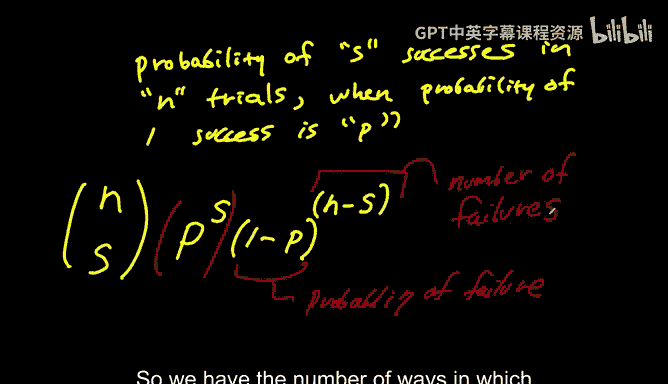 GPT中英字幕课程资源 bilibili
probability of "s" successes in
"n" trials, when probability of
1 success is "p"
(n s) (p^s) (1-p)^(n-s)
number of
failures
probabliy of failure
So we have the number of ways in which